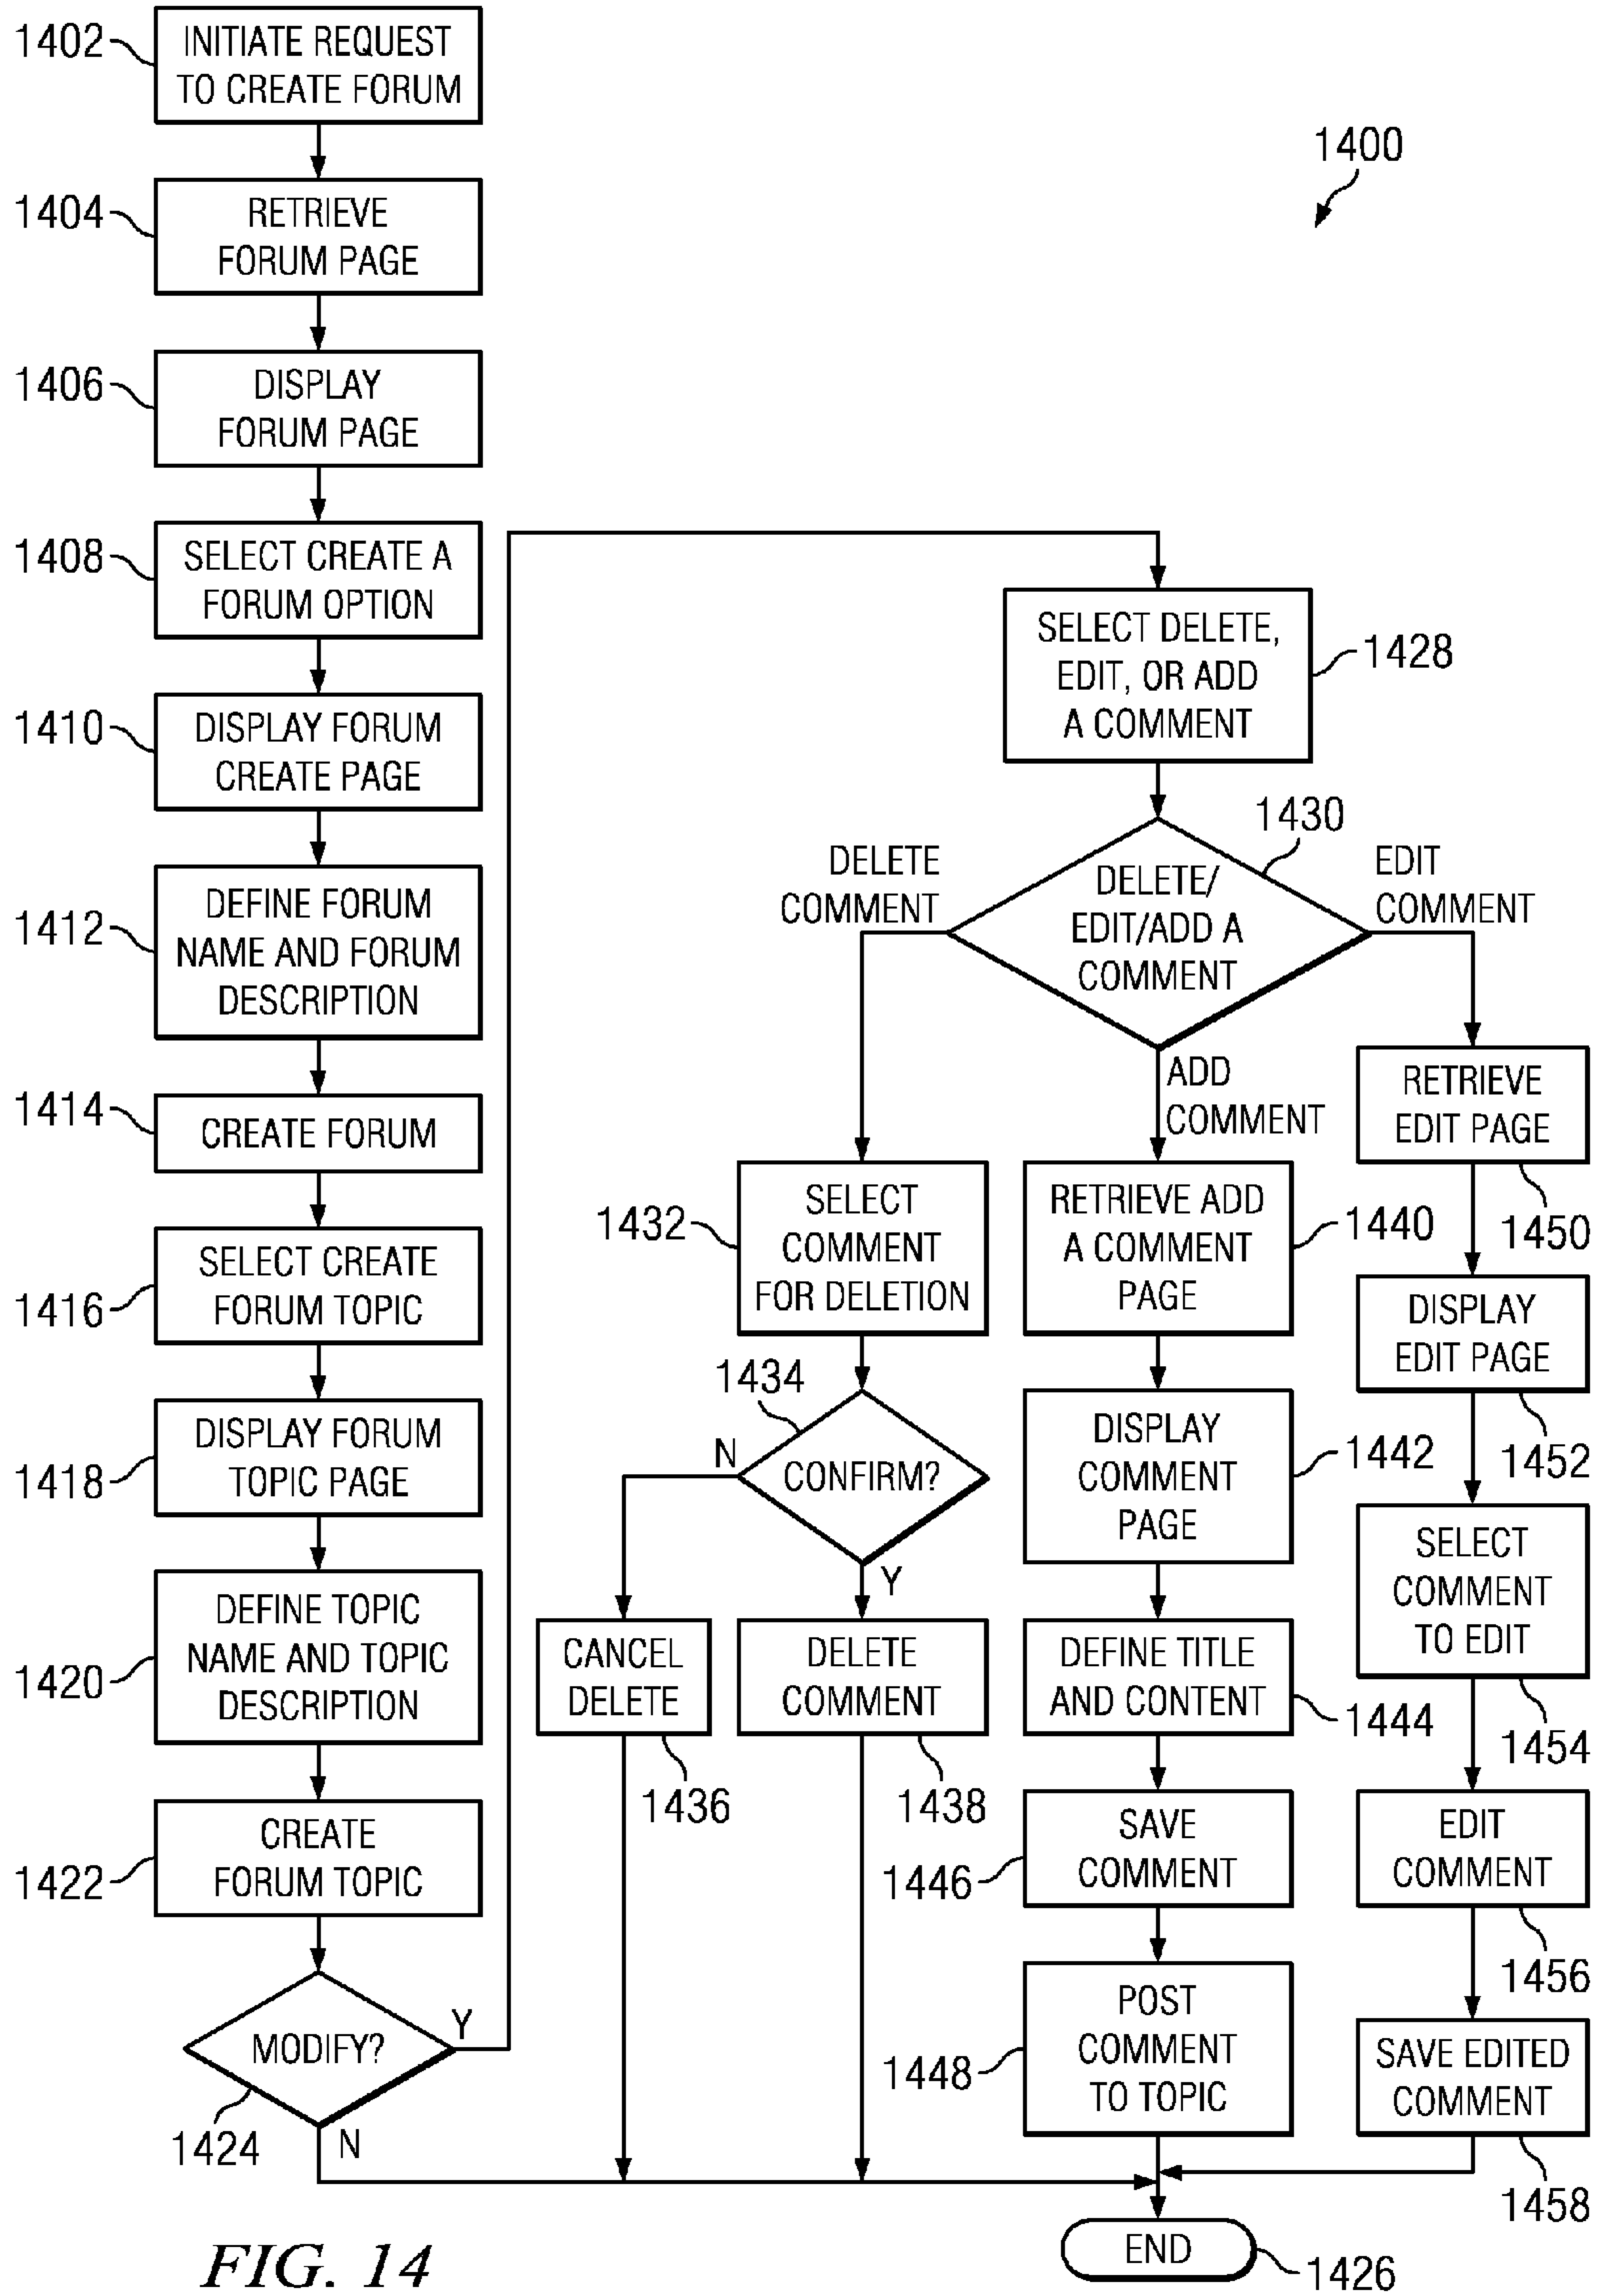 1402
INITIATE REQUEST
TO CREATE FORUM
1400
1404
RETRIEVE
FORUM PAGE
1406
DISPLAY
FORUM PAGE
1408
SELECT CREATE A
FORUM OPTION
1410
DISPLAY FORUM
CREATE PAGE
1412
DEFINE FORUM
NAME AND FORUM
DESCRIPTION
1414
CREATE FORUM
1416
SELECT CREATE
FORUM TOPIC
1418
DISPLAY FORUM
TOPIC PAGE
1420
DEFINE TOPIC
NAME AND TOPIC
DESCRIPTION
1422
CREATE
FORUM TOPIC
MODIFY?
Y
1424
N
SELECT DELETE,
EDIT, OR ADD
A COMMENT
1428
1430
DELETE/
EDIT/ADD A
COMMENT
DELETE
COMMENT
EDIT
COMMENT
ADD
COMMENT
1432
SELECT
COMMENT
FOR DELETION
1434
N
CONFIRM?
Y
CANCEL
DELETE
1436
DELETE
COMMENT
1438
RETRIEVE ADD
A COMMENT
PAGE
1440
DISPLAY
COMMENT
PAGE
1442
DEFINE TITLE
AND CONTENT
1444
SAVE
COMMENT
1446
POST
COMMENT
TO TOPIC
1448
RETRIEVE
EDIT PAGE
1450
DISPLAY
EDIT PAGE
1452
SELECT
COMMENT
TO EDIT
1454
EDIT
COMMENT
1456
SAVE EDITED
COMMENT
1458
END
1426
FIG. 14